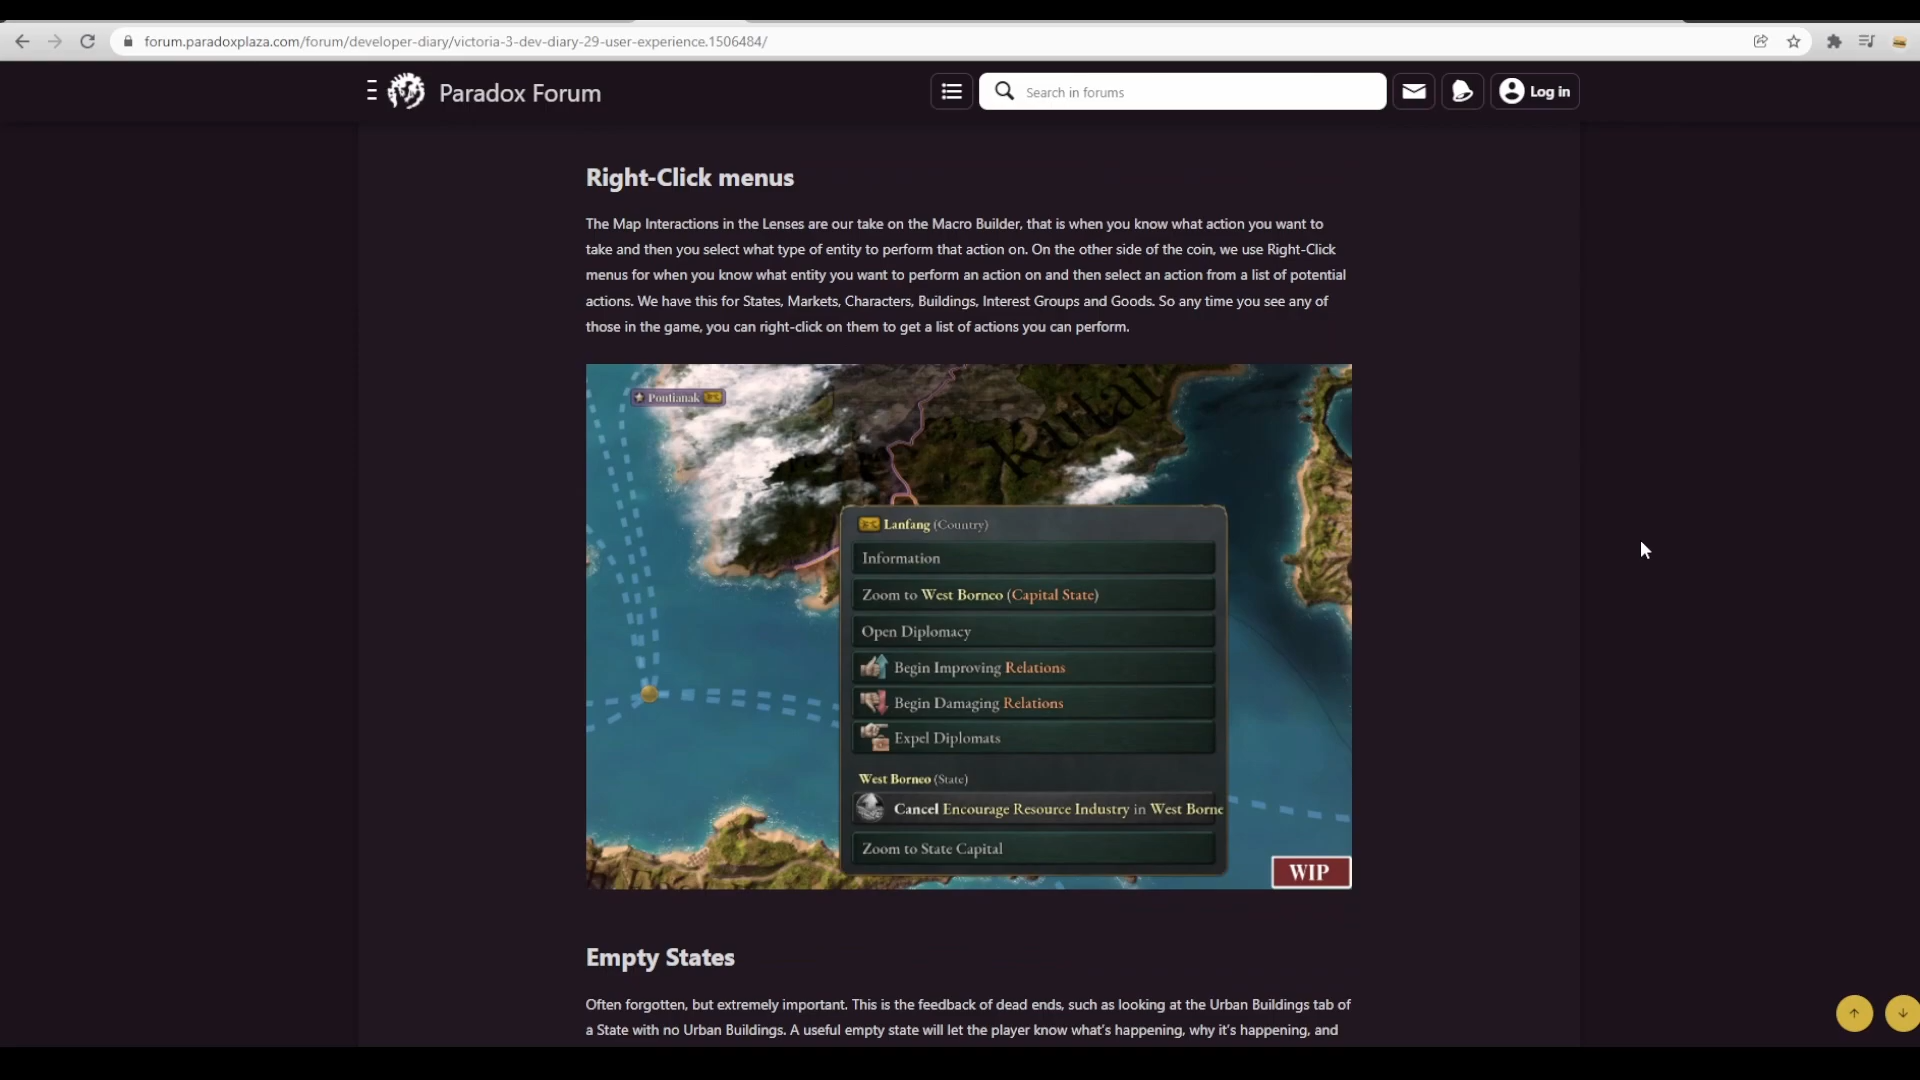 forum.paradoxplaza.com/forum/developer-diary/victoria-3-dev-diary-29-user-experience.1506484/
Paradox Forum
Search in forums
Log in
Right-Click menus
The Map Interactions in the Lenses are our take on the Macro Builder, that is when you know what action you want to
take and then you select what type of entity to perform that action on. On the other side of the coin, we use Right-Click
menus for when you know what entity you want to perform an action on and then select an action from a list of potential
actions. We have this for States, Markets, Characters, Buildings, Interest Groups and Goods. So any time you see any of
those in the game, you can right-click on them to get a list of actions you can perform.
Pontianak
Kutai
Lanfang (Country)
Information
Zoom to West Borneo (Capital State)
Open Diplomacy
Begin Improving Relations
Begin Damaging Relations
Expel Diplomats
West Borneo (State)
Cancel Encourage Resource Industry in West Borne
Zoom to State Capital
WIP
Empty States
Often forgotten, but extremely important. This is the feedback of dead ends, such as looking at the Urban Buildings tab of
a State with no Urban Buildings. A useful empty state will let the player know what's happening, why it's happening, and